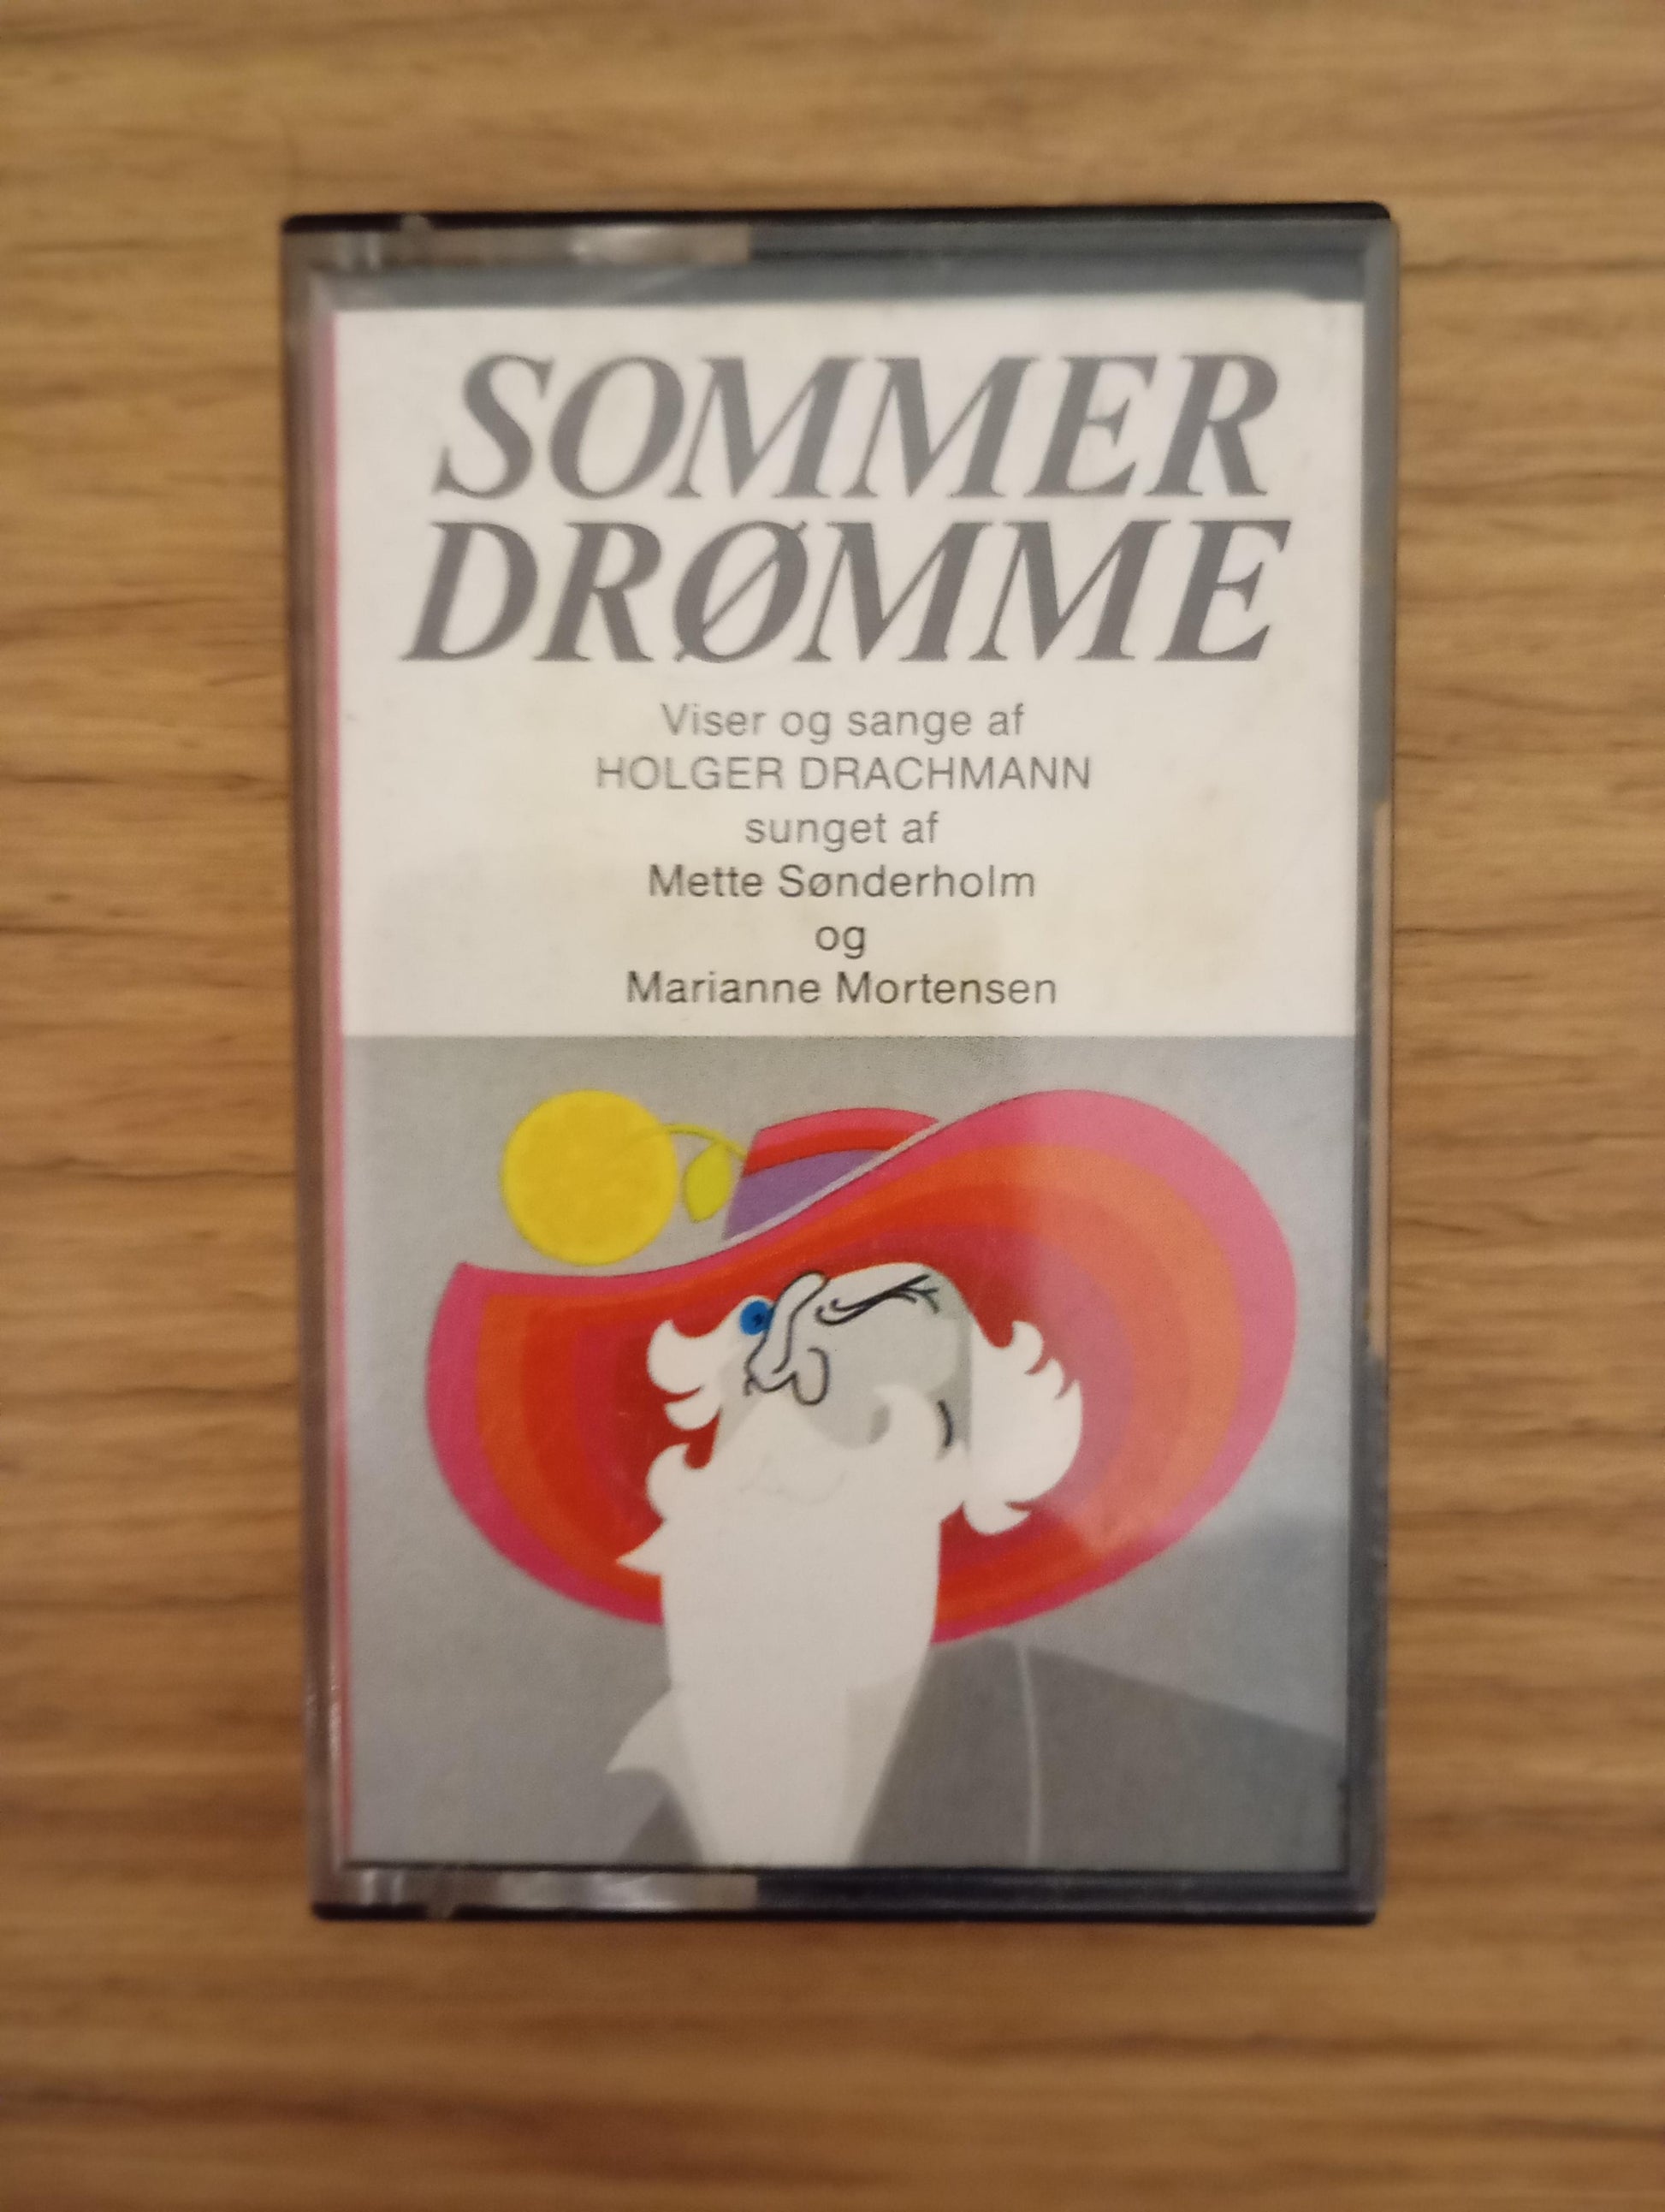 SOMMER
DRØMME
Viser og sange af
HOLGER DRACHMANN
sunget af
Mette Sønderholm
og
Marianne Mortensen